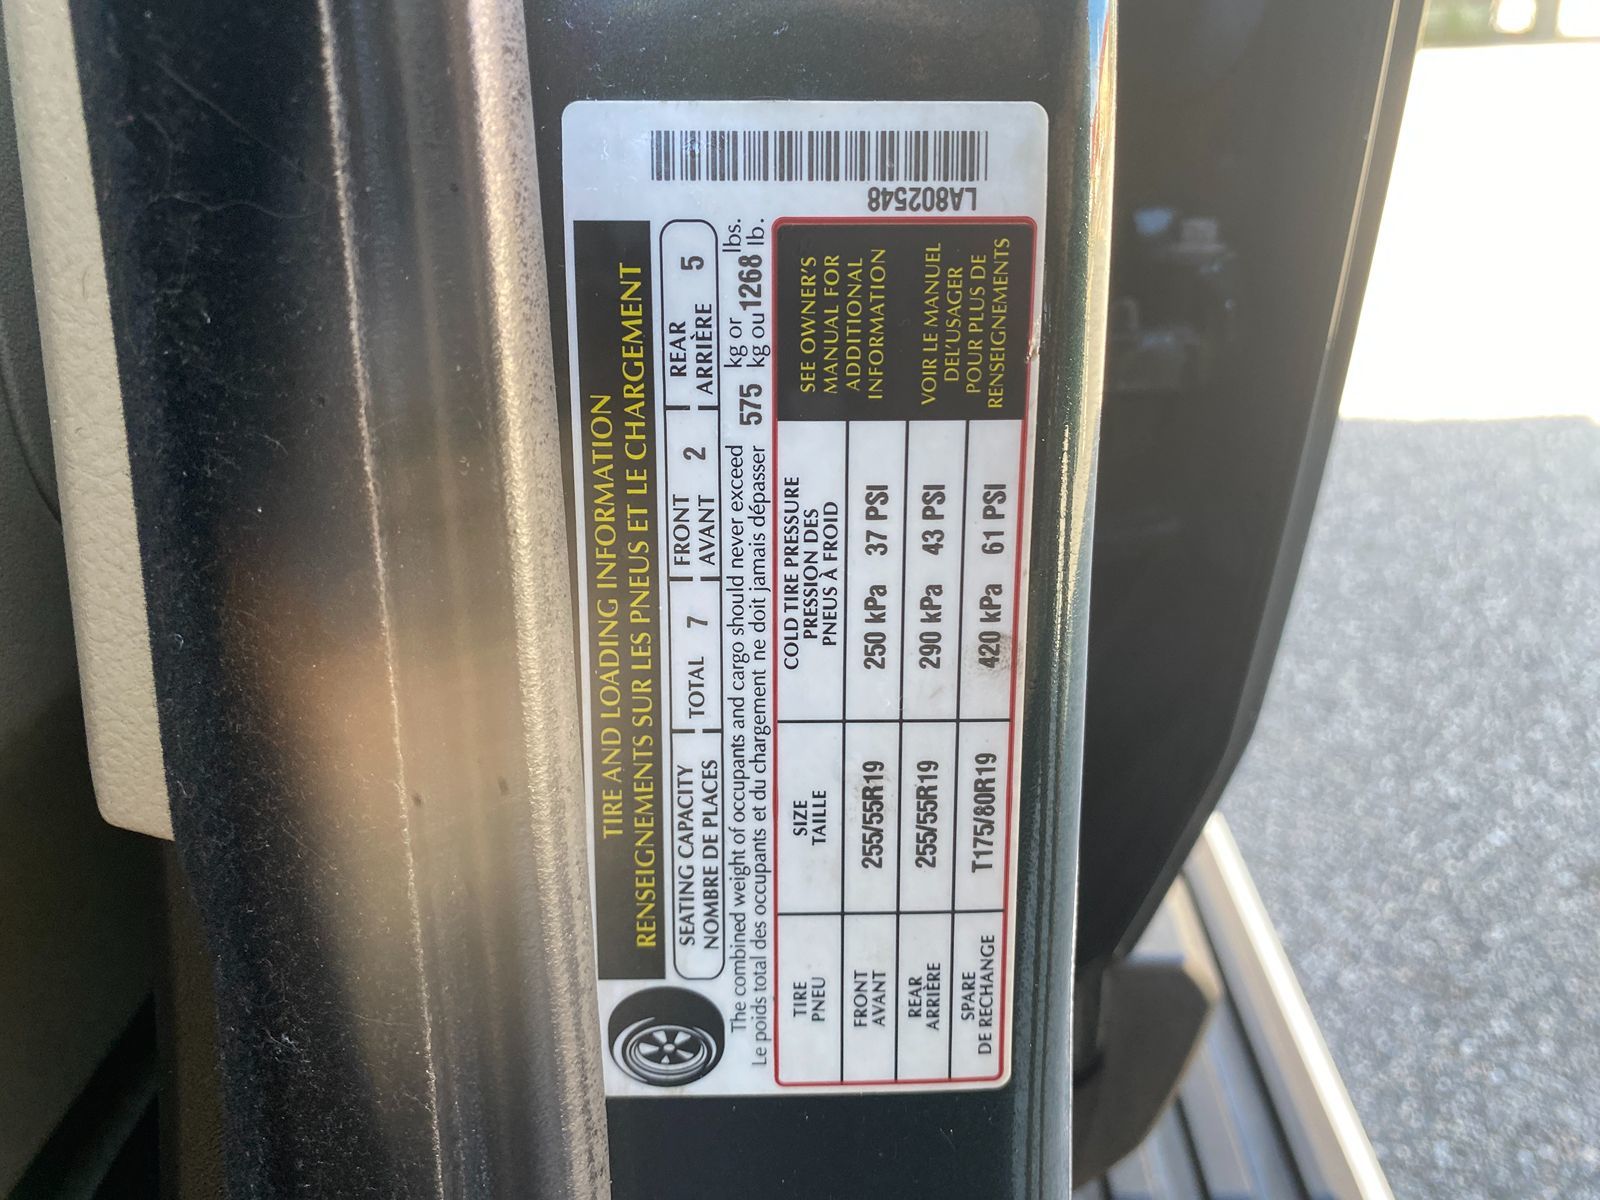 TIRE AND LOADING INFORMATION
RENSEIGNEMENTS SUR LES PNEUS ET LE CHARGEMENT
SEATING CAPACITY
NOMBRE DE PLACES
TOTAL 7
FRONT
AVANT
2
REAR
ARRIÈRE
5
The combined weight of occupants and cargo should never exceed 575 kg or 1268 lbs.
Le poids total des occupants et du chargement ne doit jamais dépasser 575 kg ou 1268 lb.
TIRE
PNEU
SIZE
TAILLE
COLD TIRE PRESSURE
PRESSION DES
PNEUS À FROID
FRONT
AVANT
255/55R19
250 kPa 37 PSI
REAR
ARRIÈRE
255/55R19
290 kPa 43 PSI
SPARE
DE RECHANGE
T175/80R19
420 kPa 61 PSI
SEE OWNER'S
MANUAL FOR
ADDITIONAL
INFORMATION
VOIR LE MANUEL
DEL'USAGER
POUR PLUS DE
RENSEIGNEMENTS
LA802548